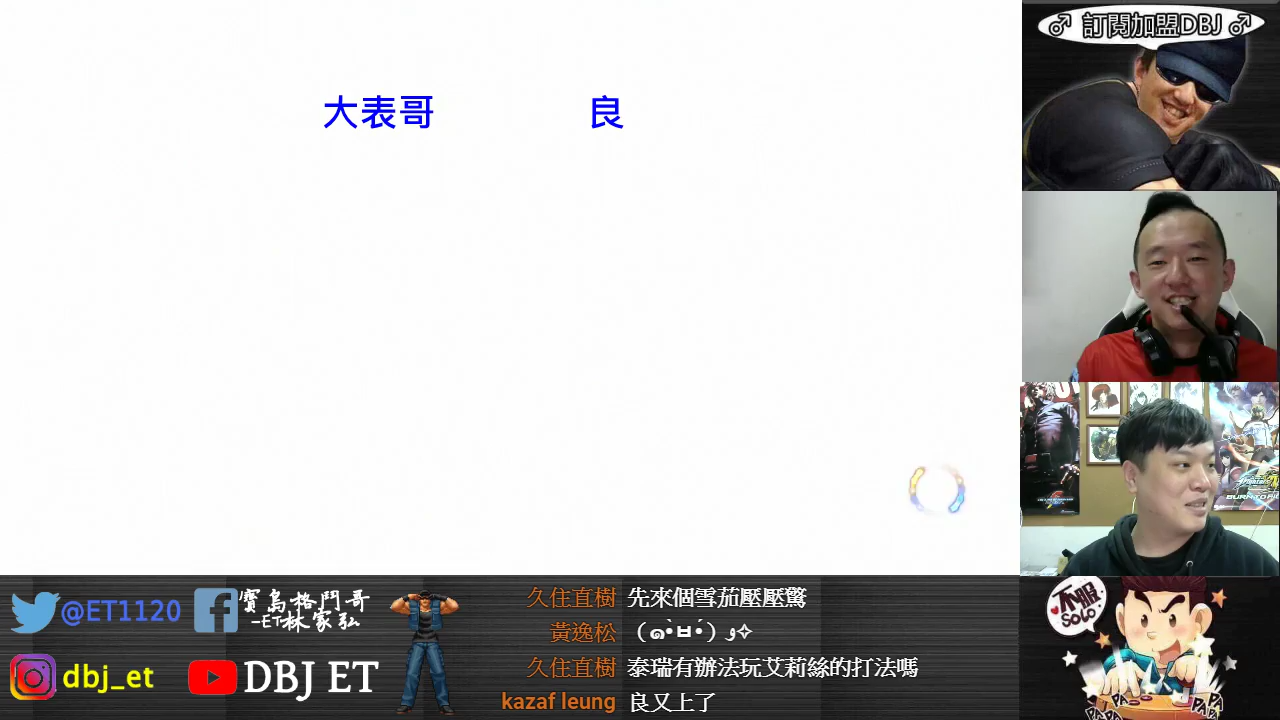 ♂ 訂閱加盟DBJ ♂
大表哥 良
@ET1120
寶島格鬥哥
-ET林家弘
dbj_et
DBJ ET
久住直樹 先來個雪茄壓壓驚
黃逸松 (๑•̀ㅂ•́)و✧
久住直樹 泰瑞有辦法玩艾莉絲的打法嗎
kazaf leung 良又上了
不服
SOLO